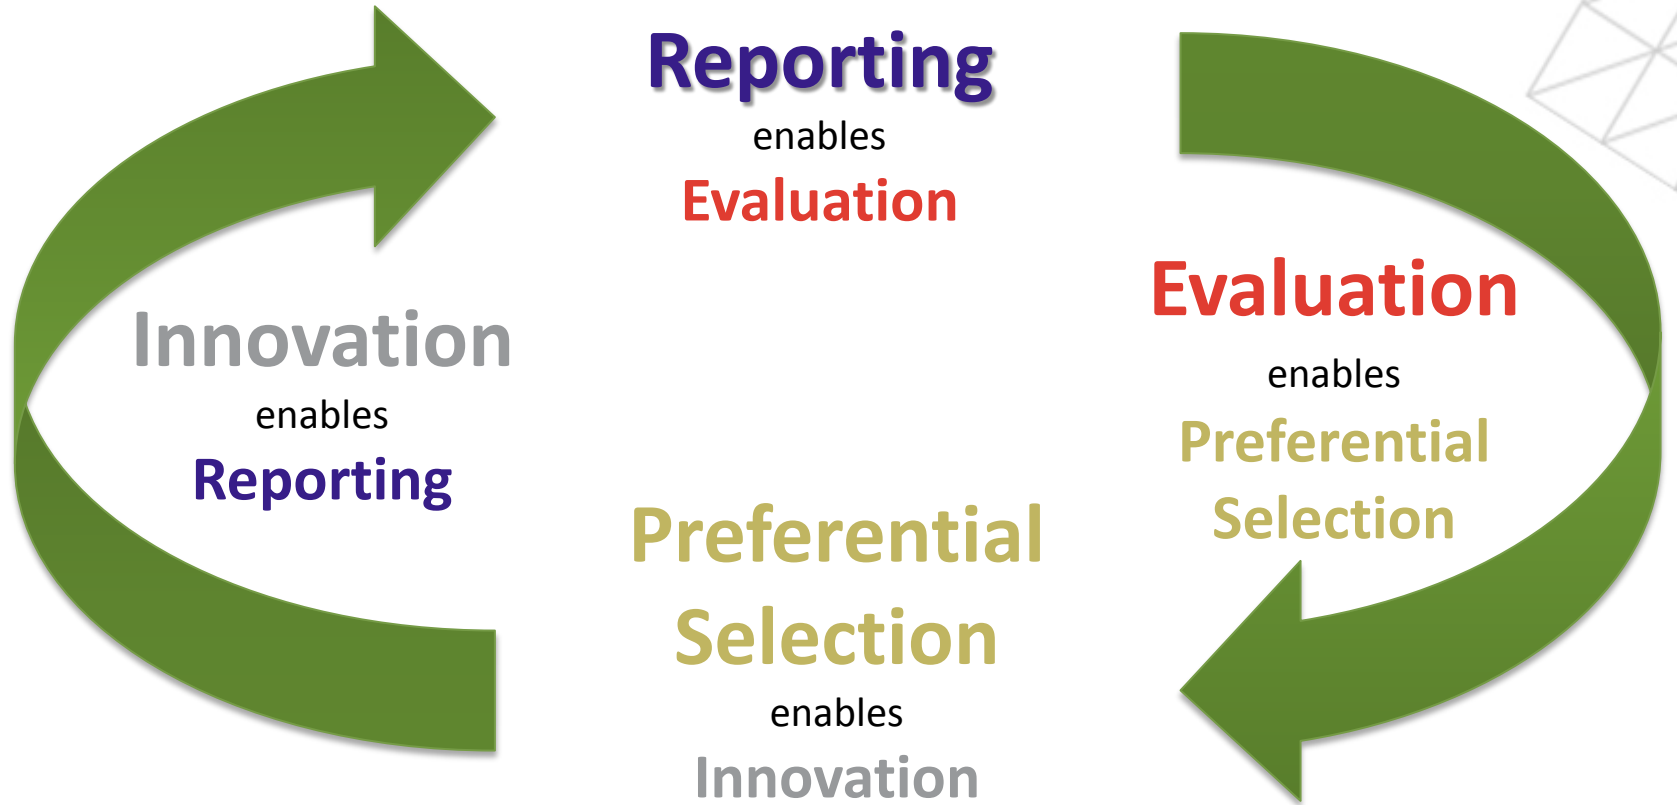 Reporting
enables
Evaluation
Evaluation
enables
Preferential
Selection
Preferential
Selection
enables
Innovation
Innovation
enables
Reporting